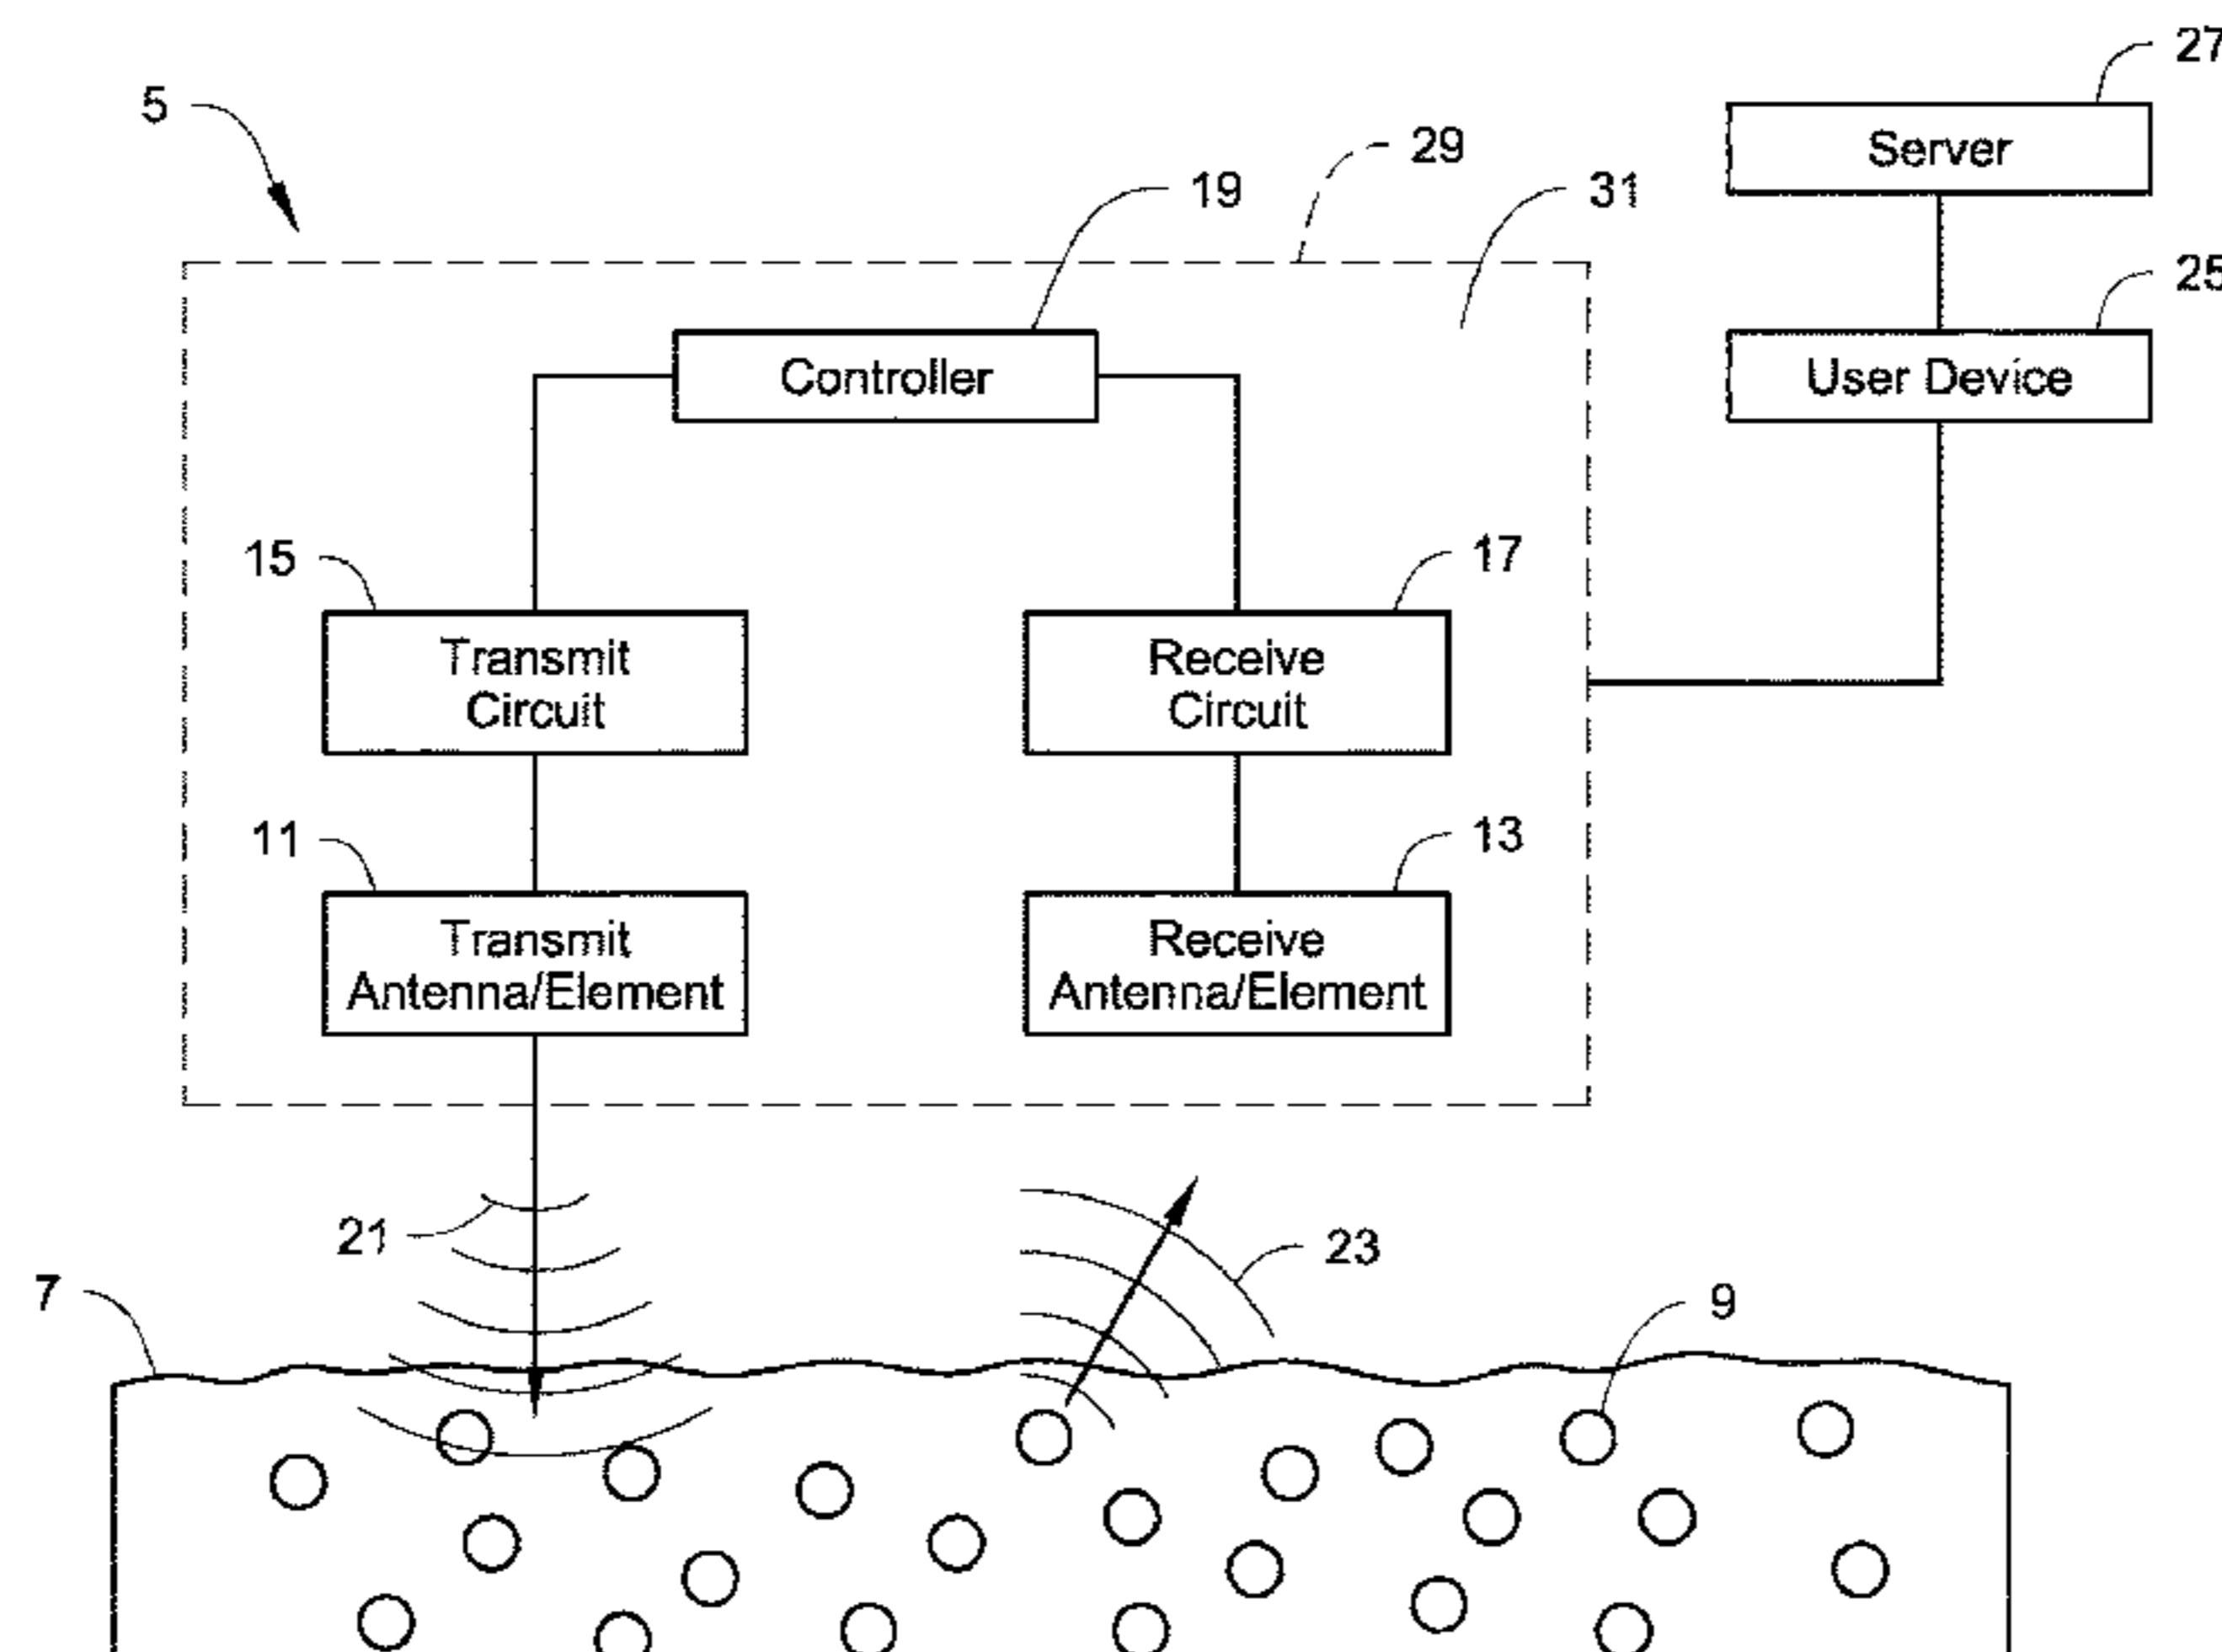 27
5
29
Server
19
31
25
Controller
User Device
15
17
Transmit
Circuit
Receive
Circuit
11
13
Transmit
Antenna/Element
Receive
Antenna/Element
21
23
7
9